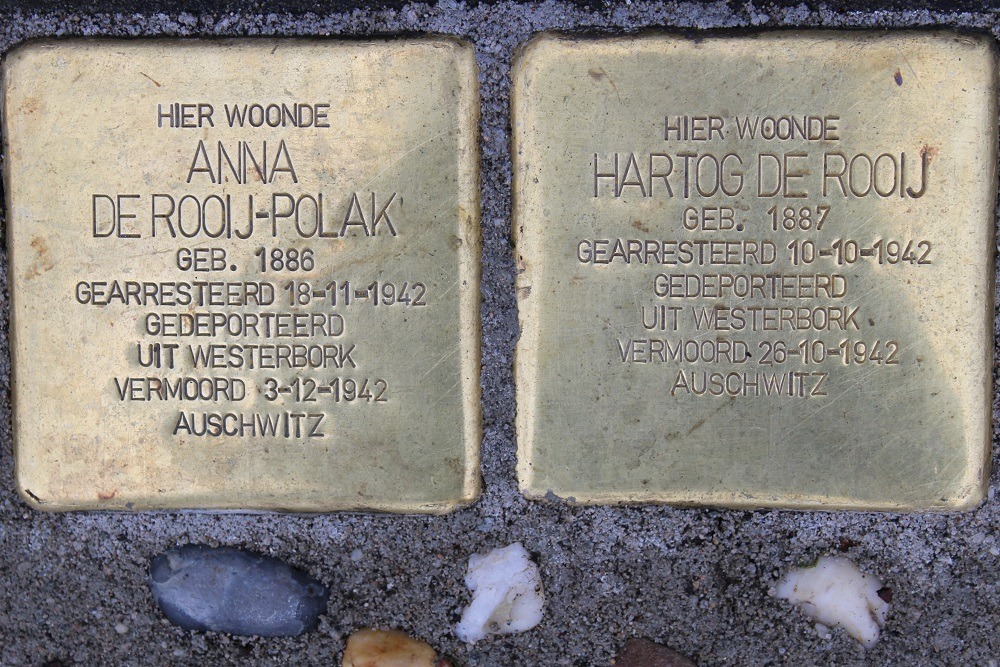 HIER WOONDE
ANNA
DE ROOIJ-POLAK
GEB. 1886
GEARRESTEERD 18-11-1942
GEDEPORTEERD
UIT WESTERBORK
VERMOORD 3-12-1942
AUSCHWITZ
HIER WOONDE
HARTOG DE ROOIJ
GEB. 1887
GEARRESTEERD 10-10-1942
GEDEPORTEERD
UIT WESTERBORK
VERMOORD 26-10-1942
AUSCHWITZ